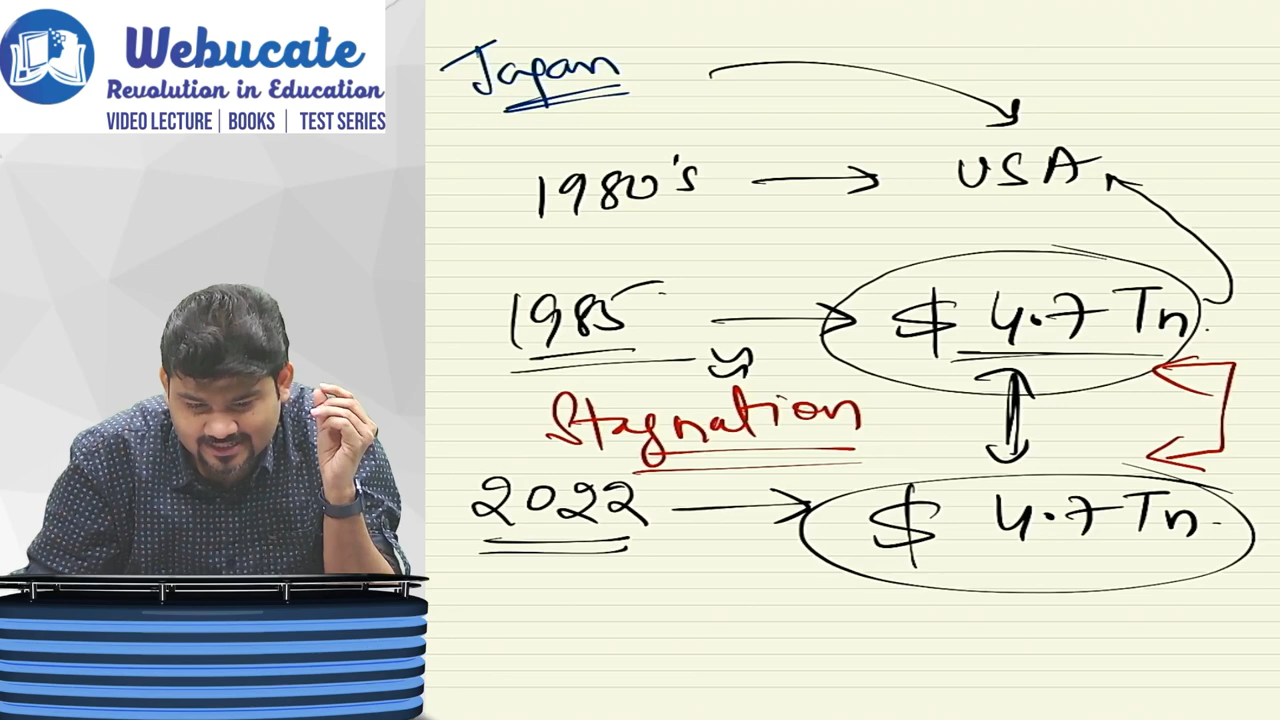 Webucate
Revolution in Education
VIDEO LECTURE | BOOKS | TEST SERIES
Japan
1980's → USA
1985 → $ 4.7 Tn.
Stagnation
2022 → $ 4.7 Tn.